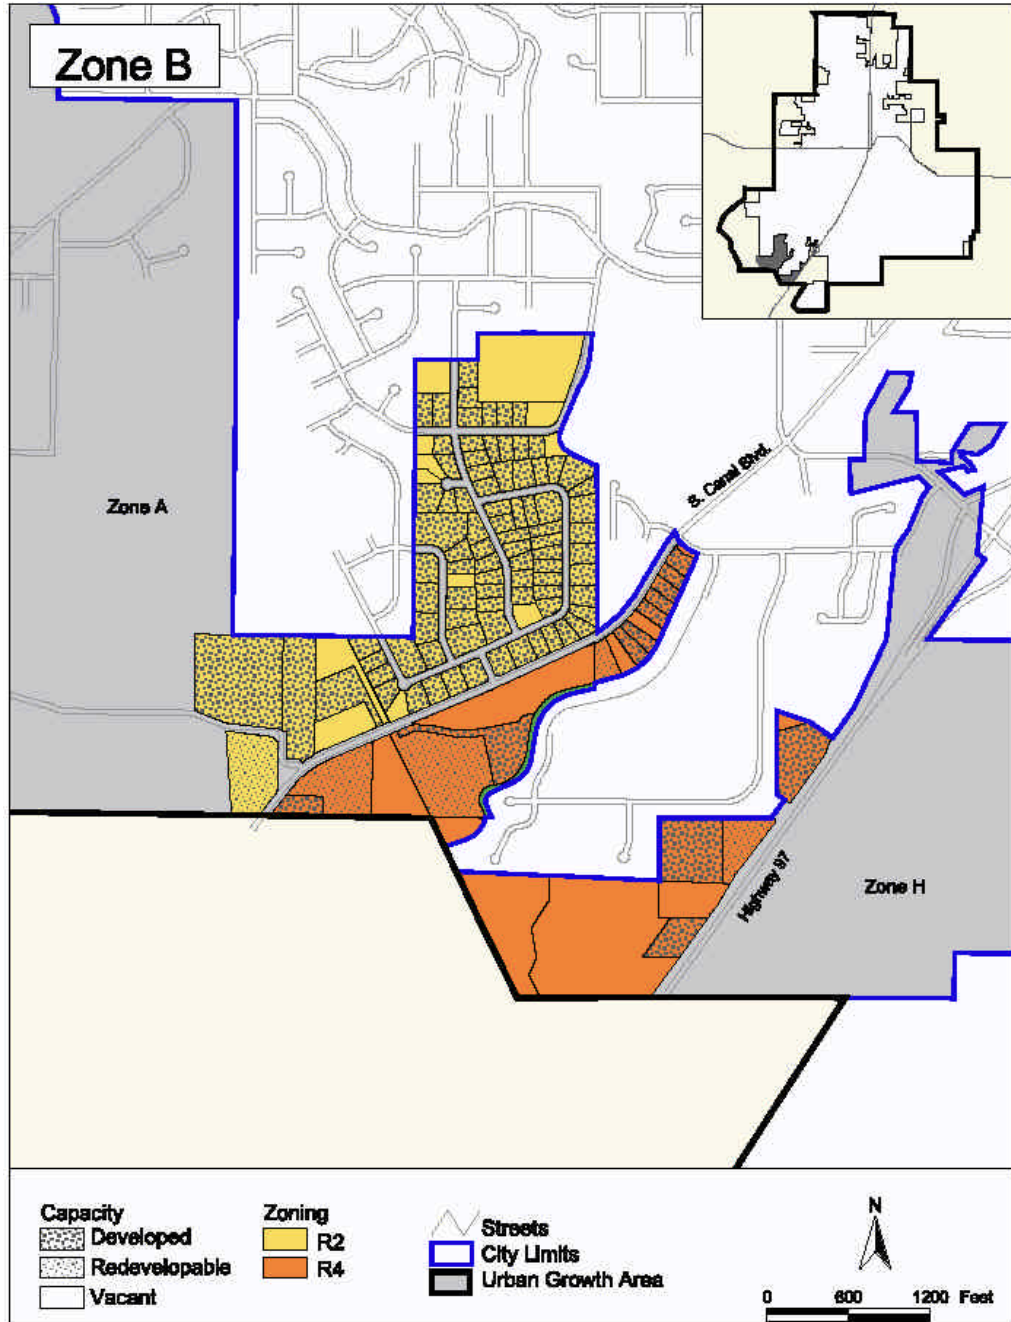 Zone B
S. Canal Blvd.
Zone A
Highway 97
Zone H
Capacity
Developed
Redevelopable
Vacant
Zoning
R2
R4
Streets
City Limits
Urban Growth Area
N
0 600 1200 Feet